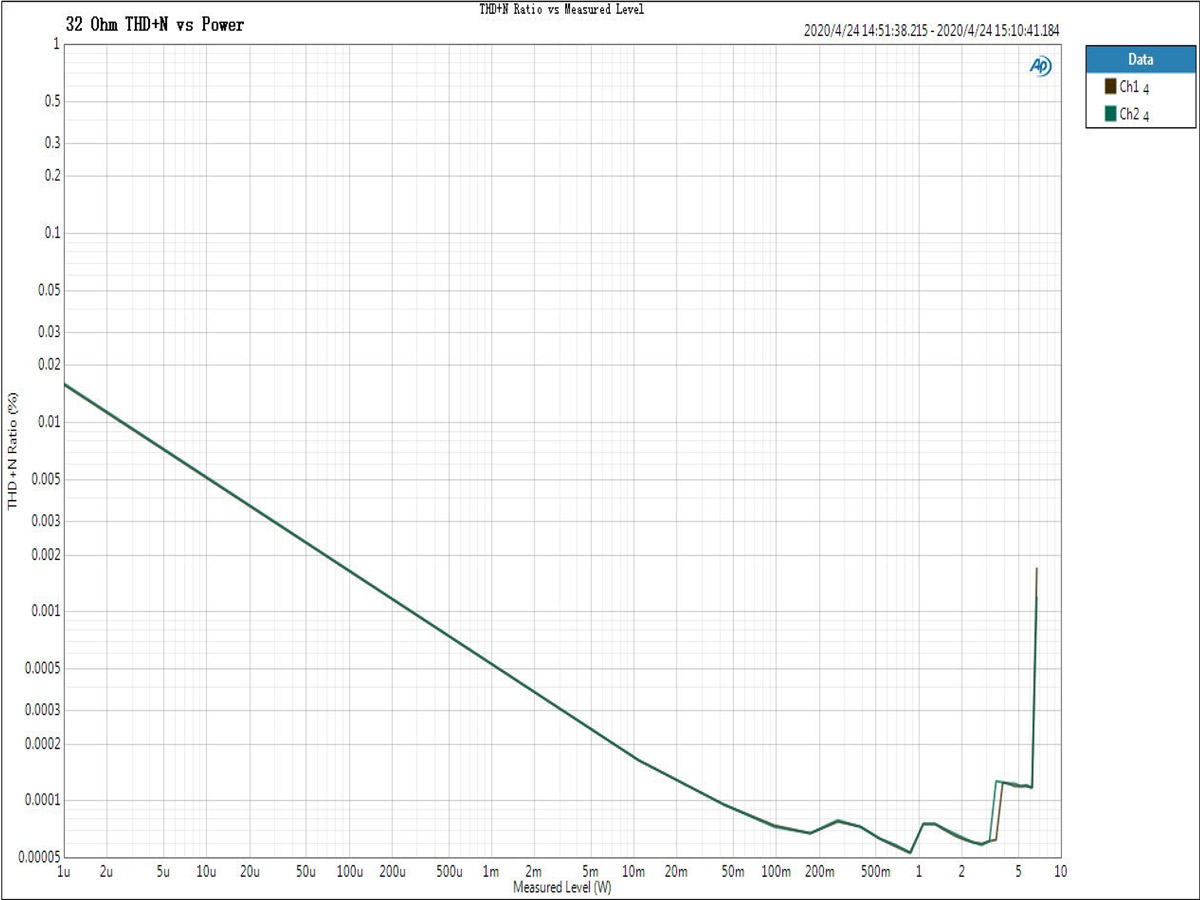 THD+N Ratio vs Measured Level
32 Ohm THD+N vs Power
2020/4/24 14:51:38.215 - 2020/4/24 15:10:41.184
AP
Data
Ch1 4
Ch2 4
THD+N Ratio (%)
1
0.5
0.3
0.2
0.1
0.05
0.03
0.02
0.01
0.005
0.003
0.002
0.001
0.0005
0.0003
0.0002
0.0001
0.00005
1u 2u 5u 10u 20u 50u 100u 200u 500u 1m 2m 5m 10m 20m 50m 100m 200m 500m 1 2 5 10
Measured Level (W)